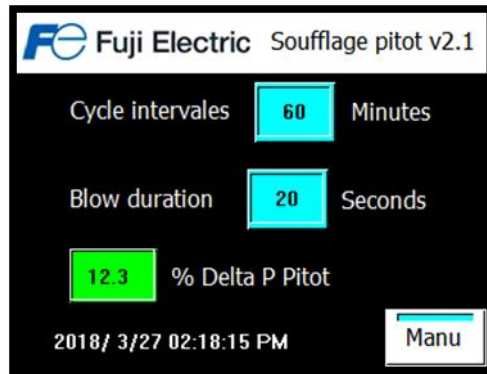 Fe Fuji Electric Soufflage pitot v2.1
Cycle intervales 60 Minutes
Blow duration 20 Seconds
12.3 % Delta P Pitot
2018/ 3/27 02:18:15 PM Manu